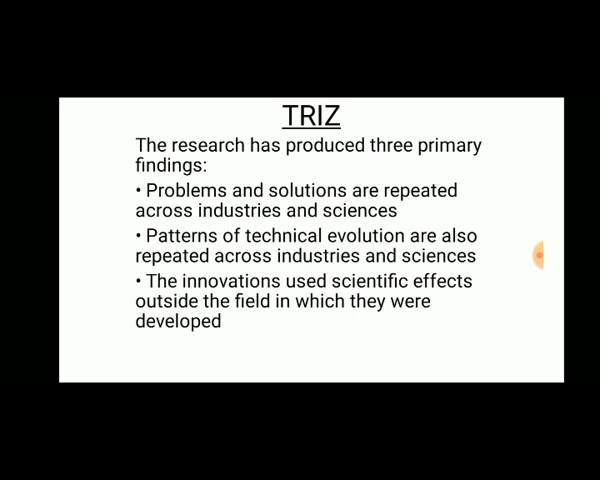 TRIZ
The research has produced three primary
findings:
• Problems and solutions are repeated
across industries and sciences
• Patterns of technical evolution are also
repeated across industries and sciences
• The innovations used scientific effects
outside the field in which they were
developed